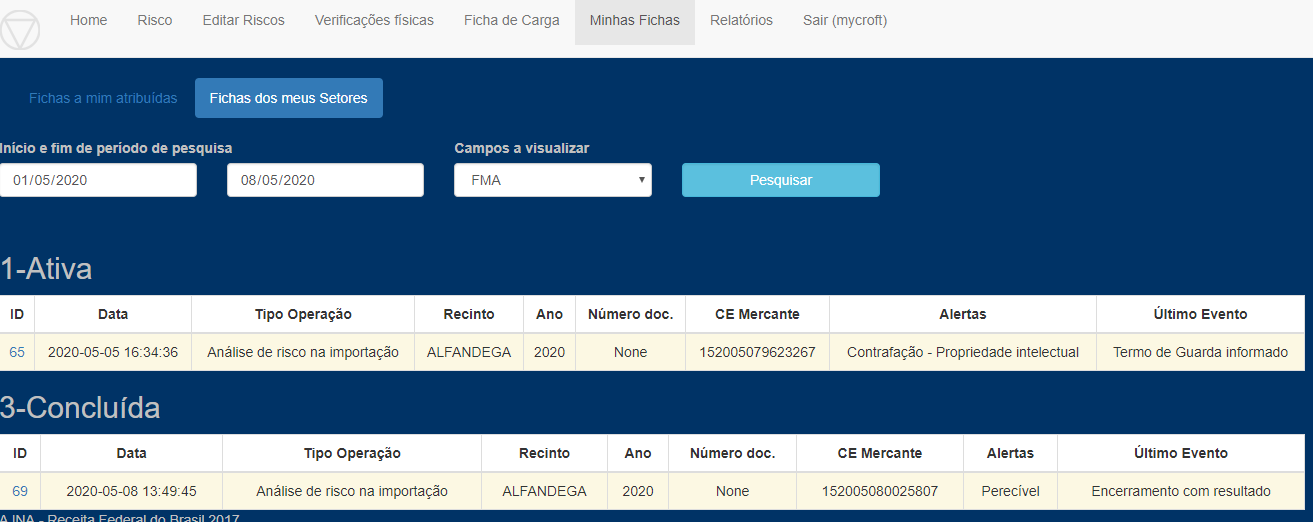 Home Risco Editar Riscos Verificações físicas Ficha de Carga Minhas Fichas Relatórios Sair (mycroft)
Fichas a mim atribuídas Fichas dos meus Setores
Início e fim de período de pesquisa Campos a visualizar
01/05/2020 08/05/2020 FMA Pesquisar
1-Ativa
ID Data Tipo Operação Recinto Ano Número doc. CE Mercante Alertas Último Evento
65 2020-05-05 16:34:36 Análise de risco na importação ALFANDEGA 2020 None 152005079623267 Contrafação - Propriedade intelectual Termo de Guarda informado
3-Concluída
ID Data Tipo Operação Recinto Ano Número doc. CE Mercante Alertas Último Evento
69 2020-05-08 13:49:45 Análise de risco na importação ALFANDEGA 2020 None 152005080025807 Perecível Encerramento com resultado
AJNA - Receita Federal do Brasil 2017